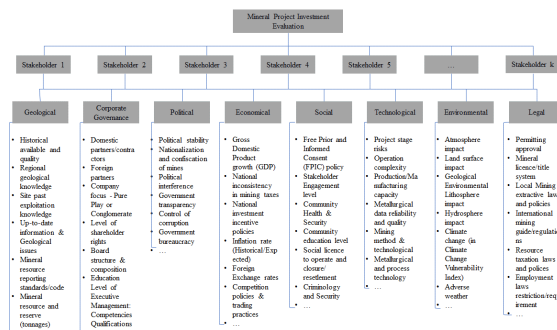 Mineral Project Investment
Evaluation
Stakeholder 1
Stakeholder 2
Stakeholder 3
Stakeholder 4
Stakeholder 5
...
Stakeholder k
Geological
Corporate
Governance
Political
Economical
Social
Technological
Environmental
Legal
• Historical
available and
quality
• Regional
geological
knowledge
• Site past
exploitation
knowledge
• Up-to-date
information &
Geological
issues
• Mineral
resource
reporting
standards/code
• Mineral
resource and
reserve
(tonnages)
• Domestic
partners/contra
ctors
• Foreign
partners
• Company
focus - Pure
Play or
Conglomerate
• Level of
shareholder
rights
• Board
structure &
composition
• Education
Level of
Executive
Management:
Competencies
Qualifications
• Political stability
• Nationalization
and confiscation of
mines
• Political
interference
• Government
transparency
• Control of
corruption
• Government
bureaucracy
• ...
• Gross
Domestic
Product
growth (GDP)
• National
inconsistency
in mining taxes
• National
investment
incentive
policies
• Inflation rate
(Historical/Exp
ected)
• Foreign
Exchange rates
• Competition
policies &
trading
practices
• ...
• Free Prior and
Informed
Consent
(FPIC) policy
• Stakeholder
Engagement
level
• Community
Health &
Security
• Community
education level
• Social licence
to operate and
closure/
resetlement
• Criminology
and Security
• ...
• Project stage
risks
• Operation
complexity
• Production/Ma
nufacturing
capacity
• Metallurgical
data reliability
and quality
• Mining
method &
technological
• Metallurgical
and process
technology
• ...
• Atmosphere
impact
• Land surface
impact
• Geological
Environmental
Lithosphere
impact
• Hydrosphere
impact
• Climate
change (in
Climate
Change
Vulnerability
Index)
• Adverse
weather
• ...
• Permitting
approval
• Mineral
licence/title
system
• Local Mining
extractive law
and policies
• International
mining
guide/regulatio
ns
• Resource
taxation laws
and polices
• Employment
laws
restriction/requ
irement
• ...